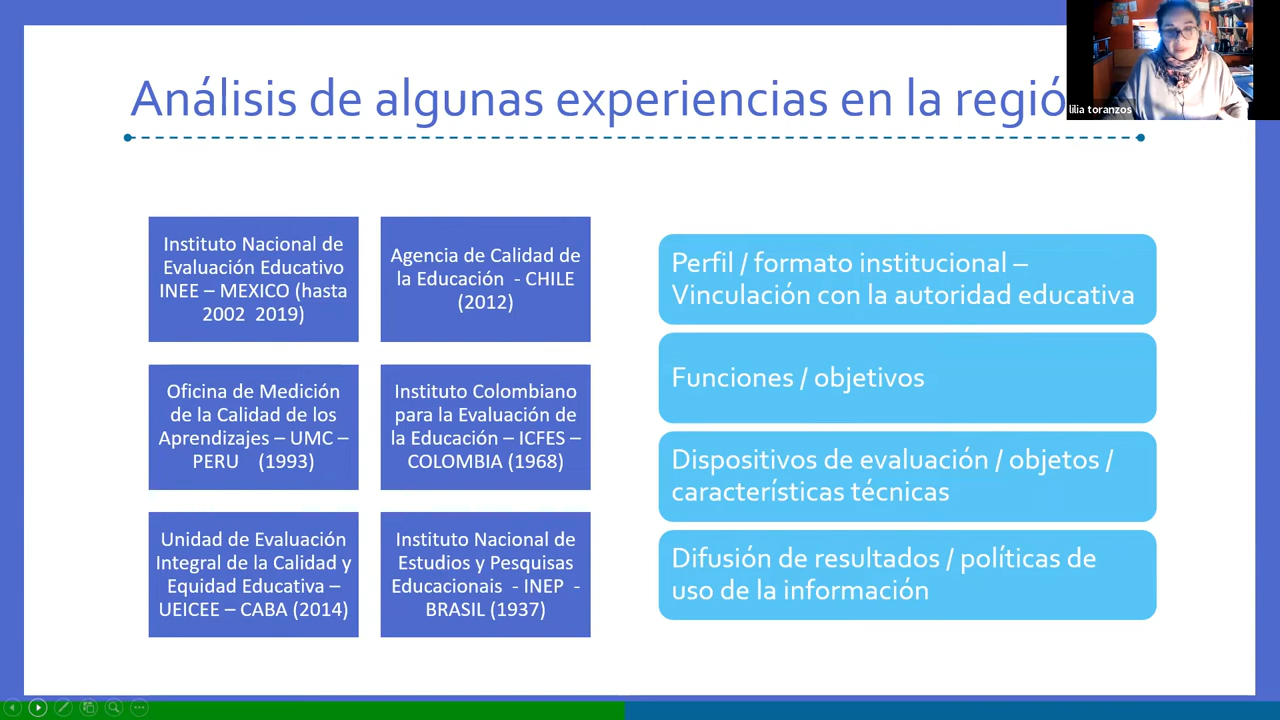 Análisis de algunas experiencias en la regió
lilia toranzos
Instituto Nacional de
Evaluación Educativo
INEE – MEXICO (hasta
2002 2019)
Agencia de Calidad de
la Educación - CHILE
(2012)
Oficina de Medición
de la Calidad de los
Aprendizajes – UMC –
PERU (1993)
Instituto Colombiano
para la Evaluación de
la Educación – ICFES –
COLOMBIA (1968)
Unidad de Evaluación
Integral de la Calidad y
Equidad Educativa –
UEICEE – CABA (2014)
Instituto Nacional de
Estudios y Pesquisas
Educacionais - INEP -
BRASIL (1937)
Perfil / formato institucional –
Vinculación con la autoridad educativa
Funciones / objetivos
Dispositivos de evaluación / objetos /
características técnicas
Difusión de resultados / políticas de
uso de la información